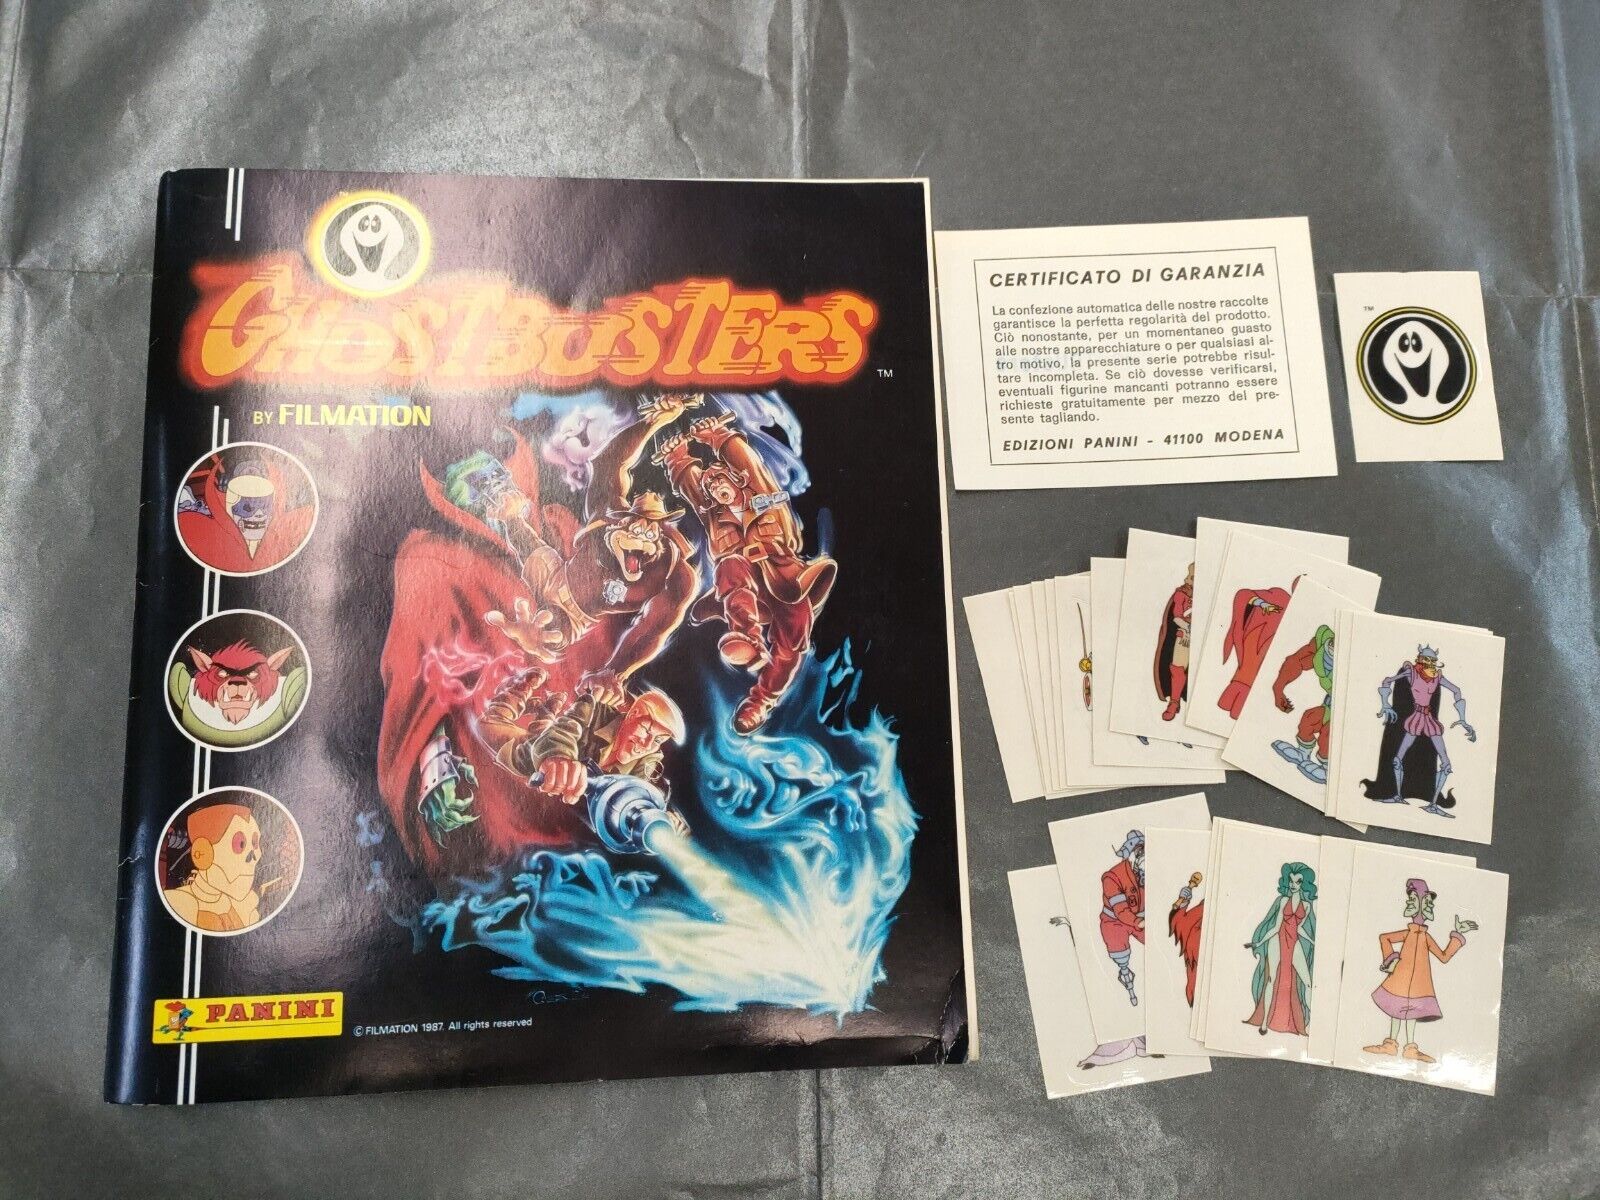 GHOSTBUSTERS
TM
BY FILMATION
PANINI
© FILMATION 1987. All rights reserved
CERTIFICATO DI GARANZIA
La confezione automatica delle nostre raccolte
garantisce la perfetta regolarità del prodotto.
Ciò nonostante, per un momentaneo guasto
alle nostre apparecchiature o per qualsiasi al-
tro motivo, la presente serie potrebbe risul-
tare incompleta. Se ciò dovesse verificarsi,
eventuali figurine mancanti potranno essere
richieste gratuitamente per mezzo del pre-
sente tagliando.
EDIZIONI PANINI - 41100 MODENA
TM